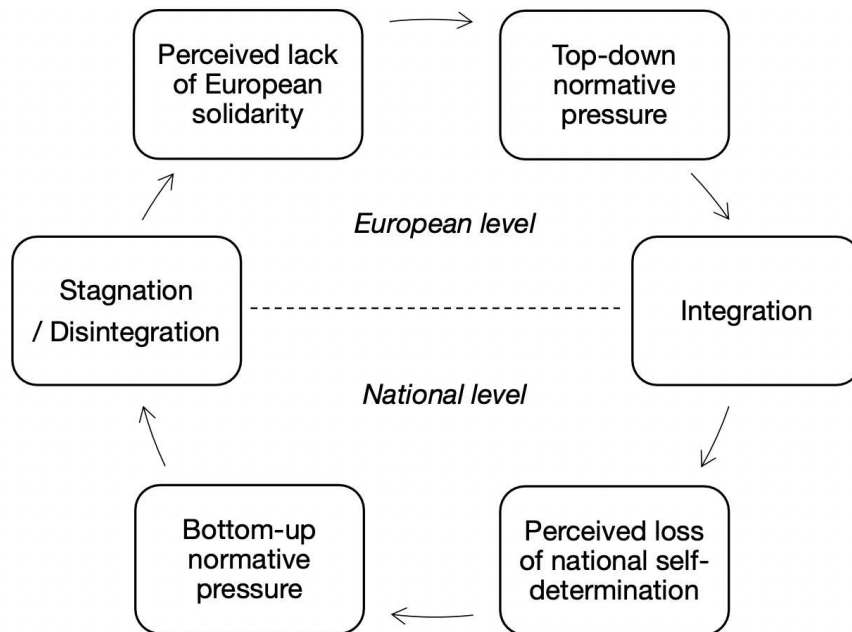 Perceived lack
of European
solidarity
Top-down
normative
pressure
European level
Stagnation
/ Disintegration
Integration
National level
Bottom-up
normative
pressure
Perceived loss
of national self-
determination